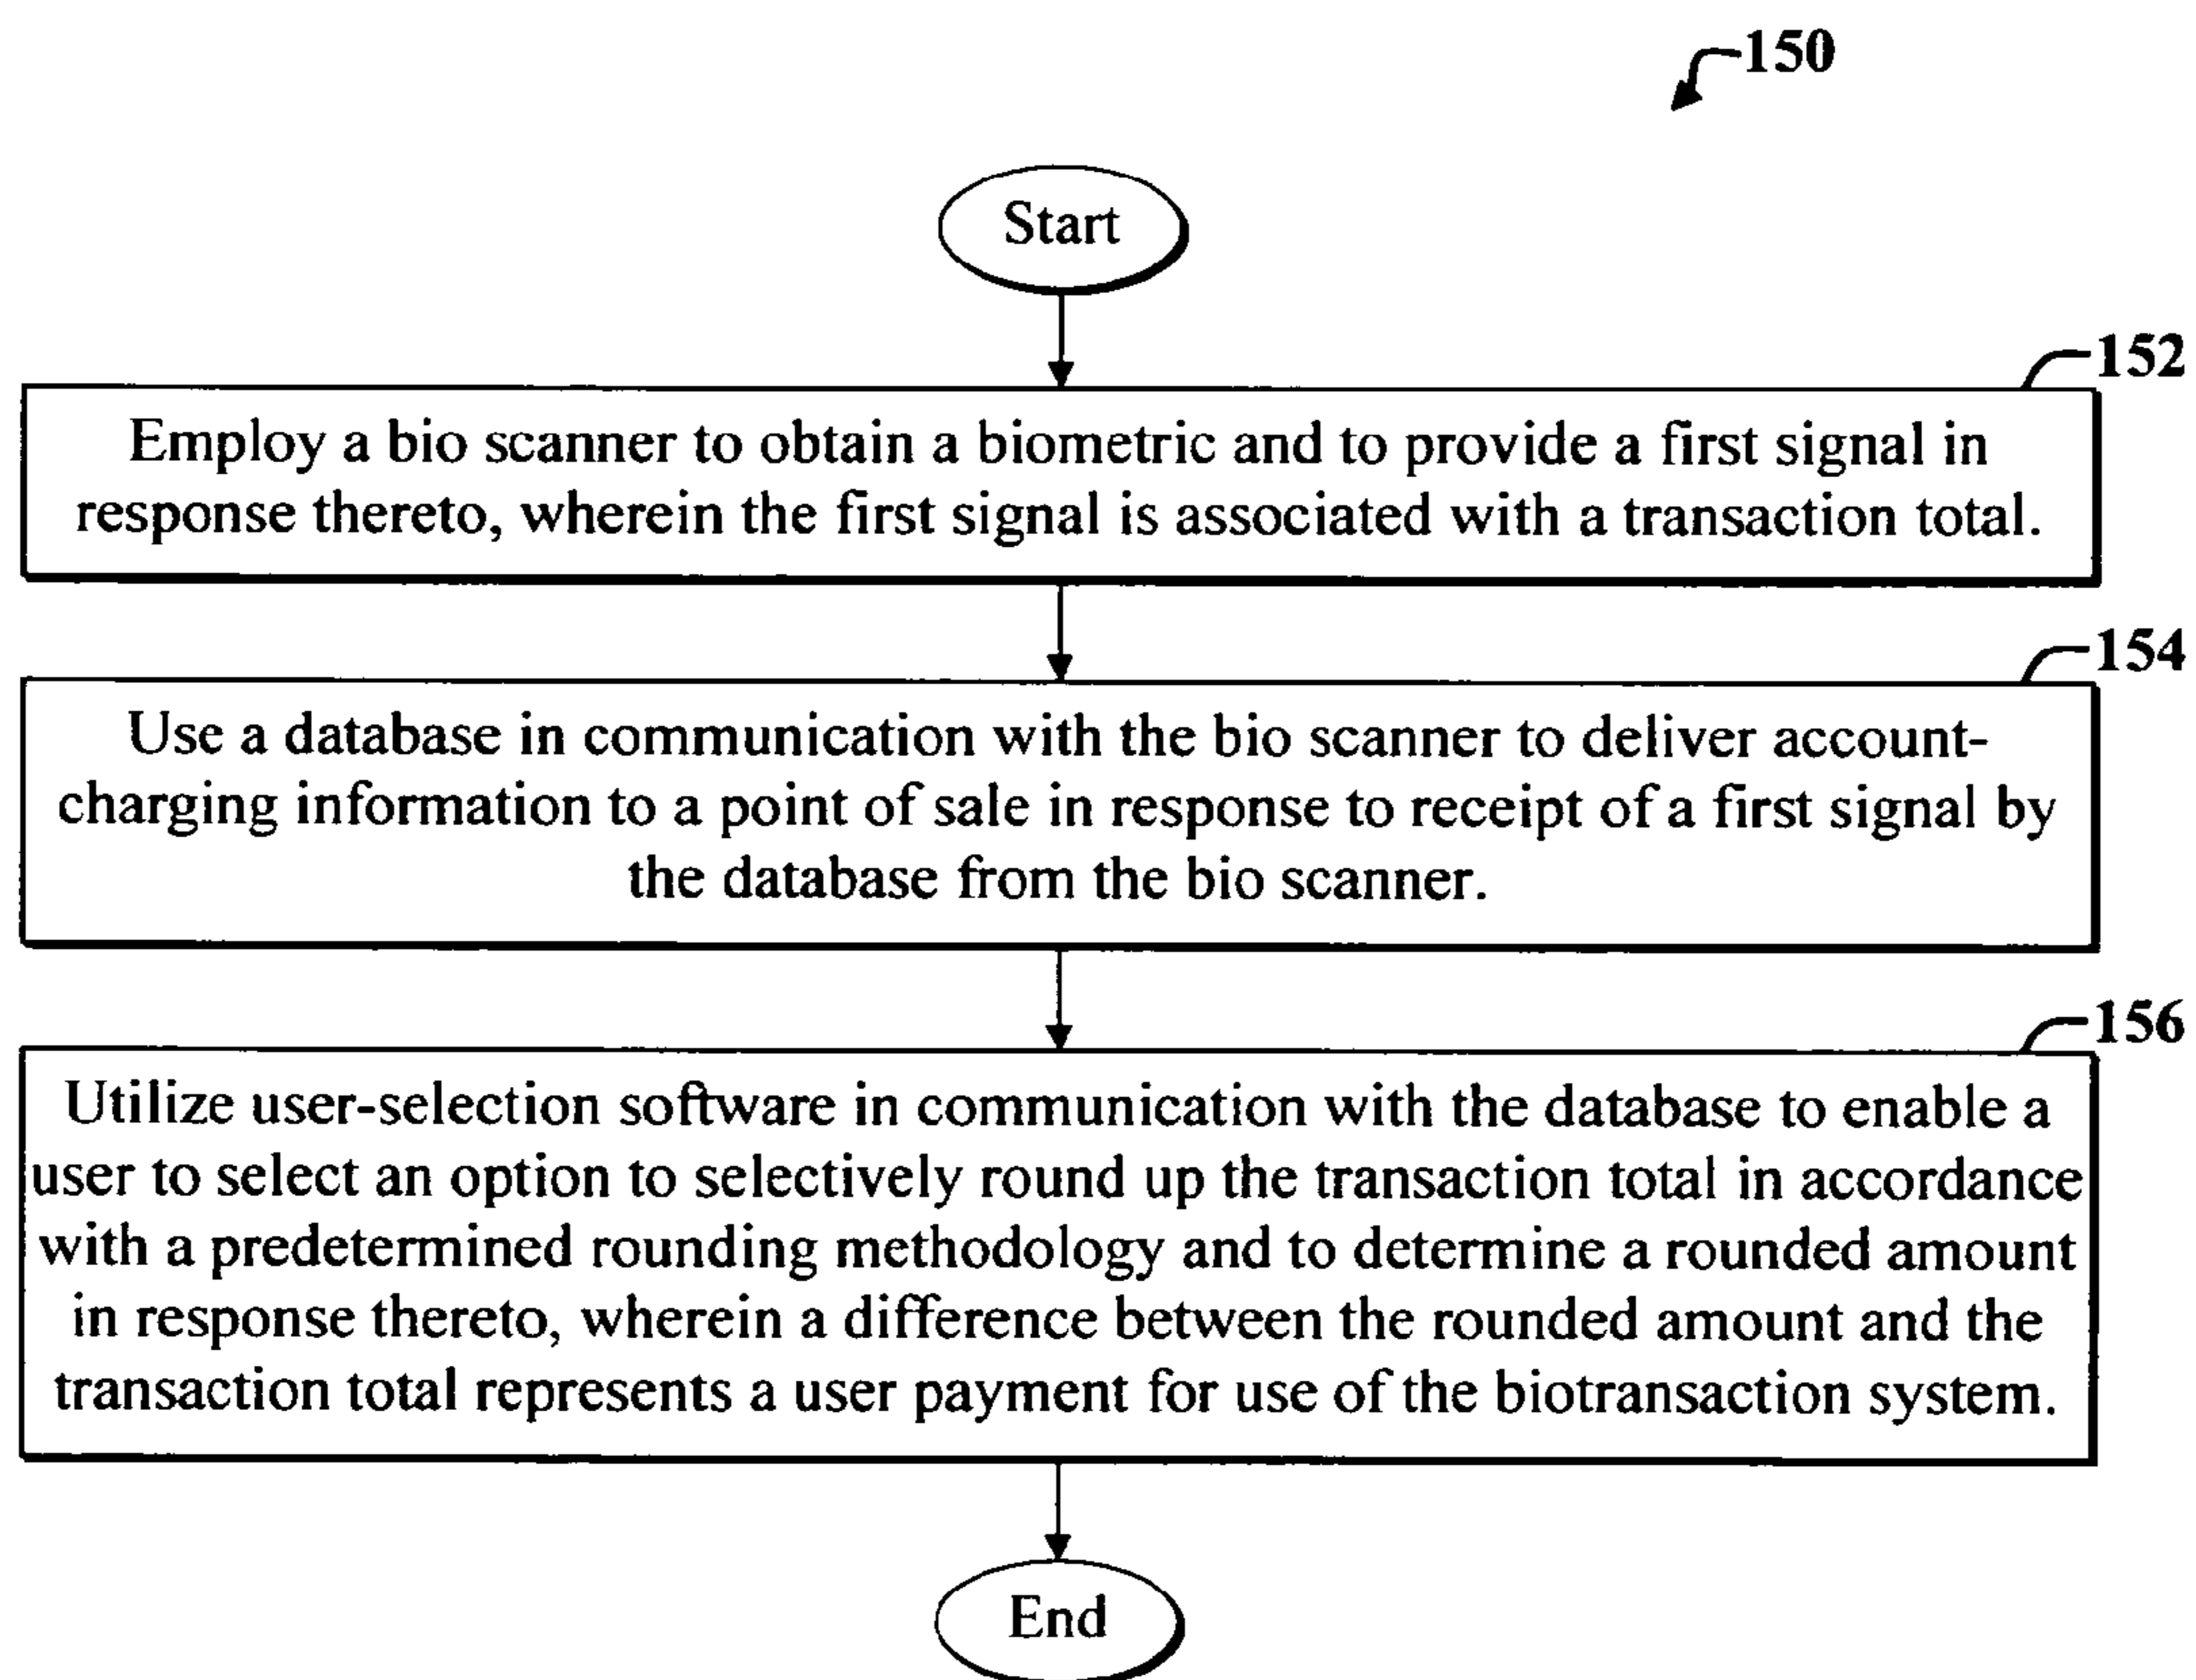 150
Start
152
Employ a bio scanner to obtain a biometric and to provide a first signal in
response thereto, wherein the first signal is associated with a transaction total.
154
Use a database in communication with the bio scanner to deliver account-
charging information to a point of sale in response to receipt of a first signal by
the database from the bio scanner.
156
Utilize user-selection software in communication with the database to enable a
user to select an option to selectively round up the transaction total in accordance
with a predetermined rounding methodology and to determine a rounded amount
in response thereto, wherein a difference between the rounded amount and the
transaction total represents a user payment for use of the biotransaction system.
End